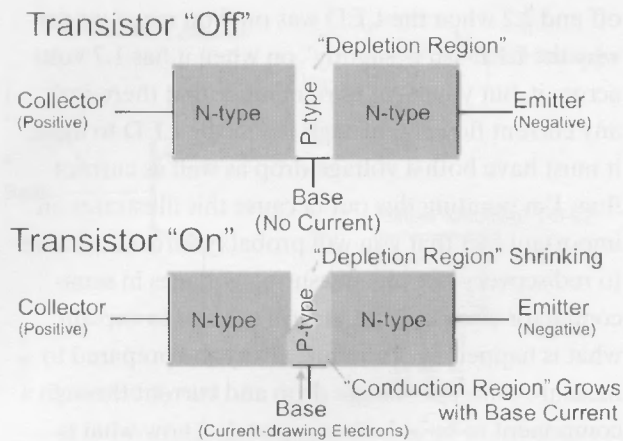 Transistor “Off”
“Depletion Region”
Collector
(Positive)
N-type
P-type
N-type
Emitter
(Negative)
Base
(No Current)
Transistor “On”
“Depletion Region” Shrinking
Collector
(Positive)
N-type
P-type
N-type
Emitter
(Negative)
“Conduction Region” Grows
with Base Current
Base
(Current-drawing Electrons)